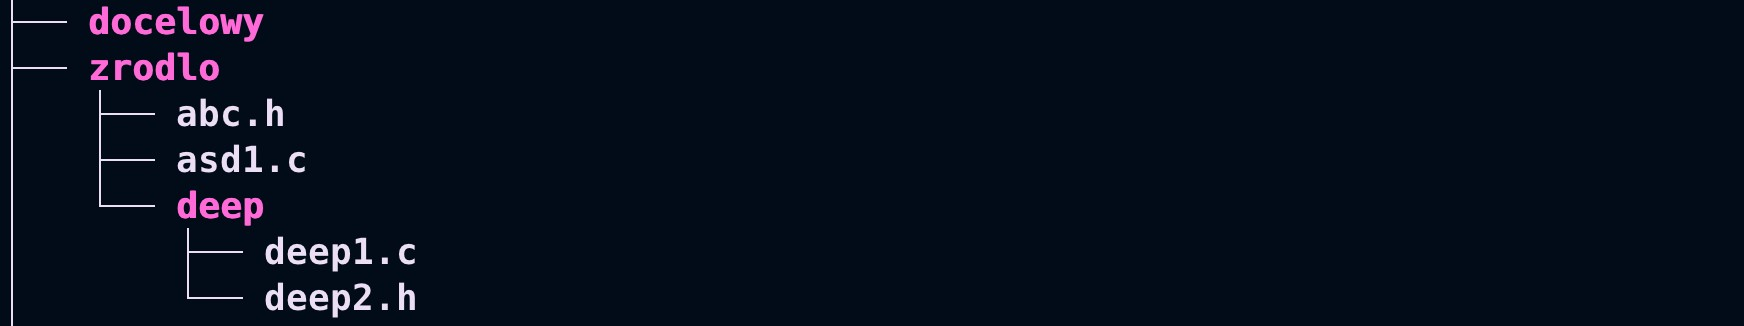 docelowy
zrodlo
abc.h
asd1.c
deep
deep1.c
deep2.h